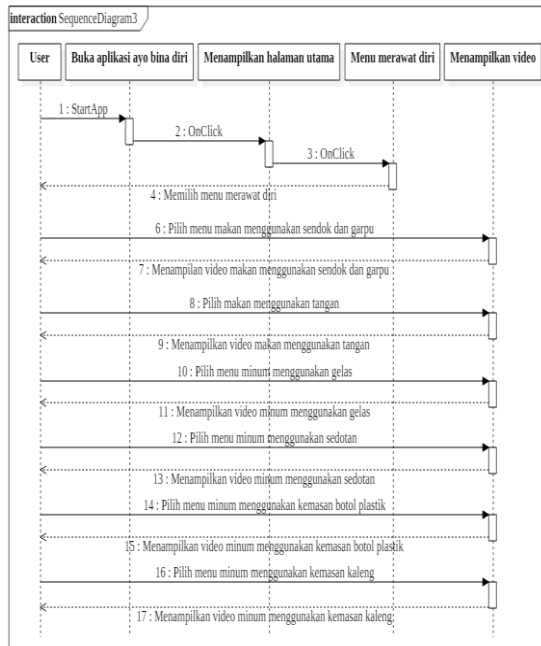 interaction SequenceDiagram3
User
Buka aplikasi ayo bina diri
Menampilkan halaman utama
Menu merawat diri
Menampilkan video
1 : StartApp
2 : OnClick
3 : OnClick
4 : Memilih menu merawat diri
6 : Pilih menu makan menggunakan sendok dan garpu
7 : Menampilan video makan menggunakan sendok dan garpu
8 : Pilih makan menggunakan tangan
9 : Menampilkan video makan menggunakan tangan
10 : Pilih menu minum menggunakan gelas
11 : Menampilkan video minum menggunakan gelas
12 : Pilih menu minum menggunakan sedotan
13 : Menampilkan video minum menggunakan sedotan
14 : Pilih menu minum menggunakan kemasan botol plastik
15 : Menampilkan video minum menggunakan kemasan botol plastik
16 : Pilih menu minum menggunakan kemasan kaleng
17 : Menampilkan video minum menggunakan kemasan kaleng